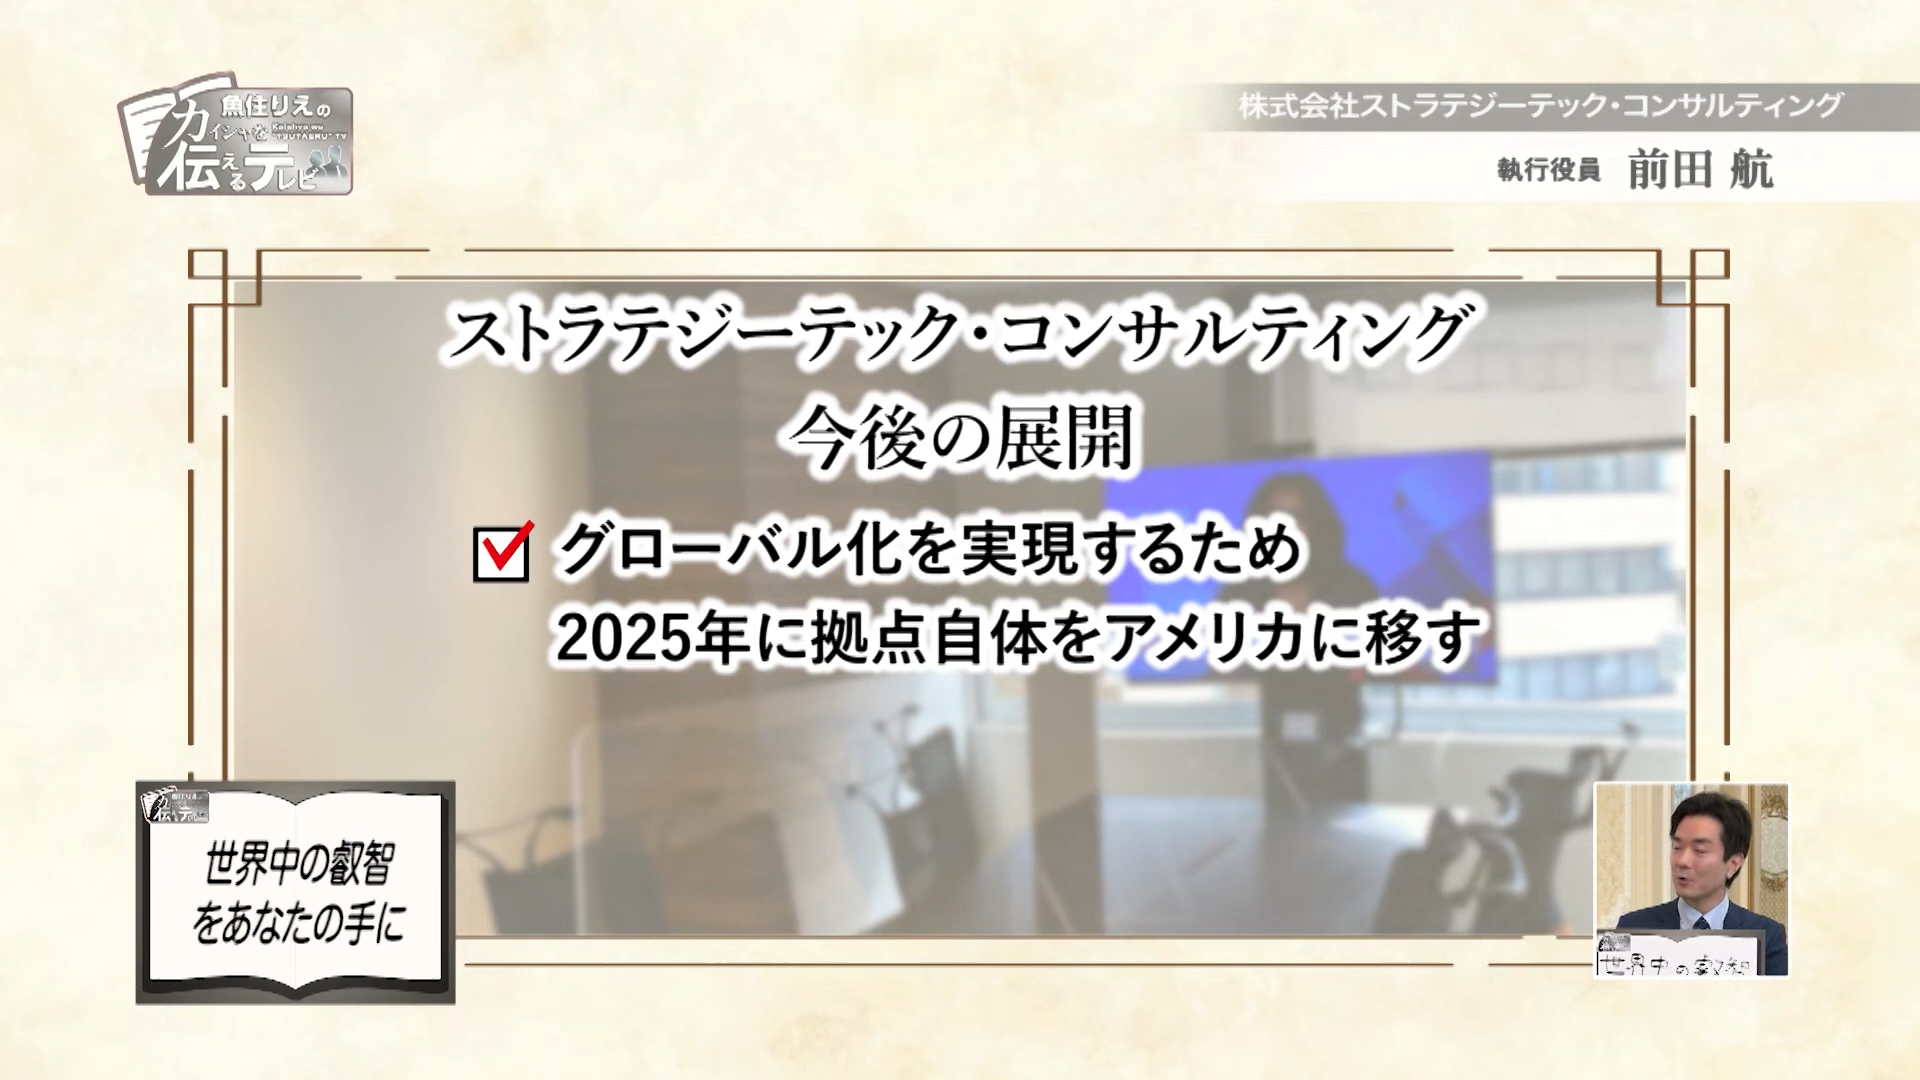 魚住りえの
カイシャを
Kaishya wo
"TSUTAERU" TV
伝えるテレビ
株式会社ストラテジーテック・コンサルティング
執行役員 前田 航
ストラテジーテック・コンサルティング
今後の展開
グローバル化を実現するため
2025年に拠点自体をアメリカに移す
世界中の叡智
をあなたの手に
世界中の叡智